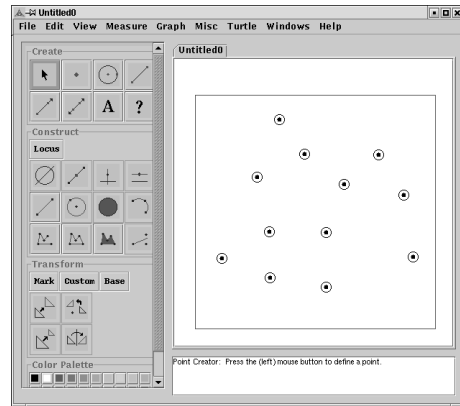 Untitled0
File Edit View Measure Graph Misc Turtle Windows Help
Create
A ?
Construct
Locus
Transform
Mark Custom Base
Color Palette
Untitled0
Point Creator: Press the (left) mouse button to define a point.